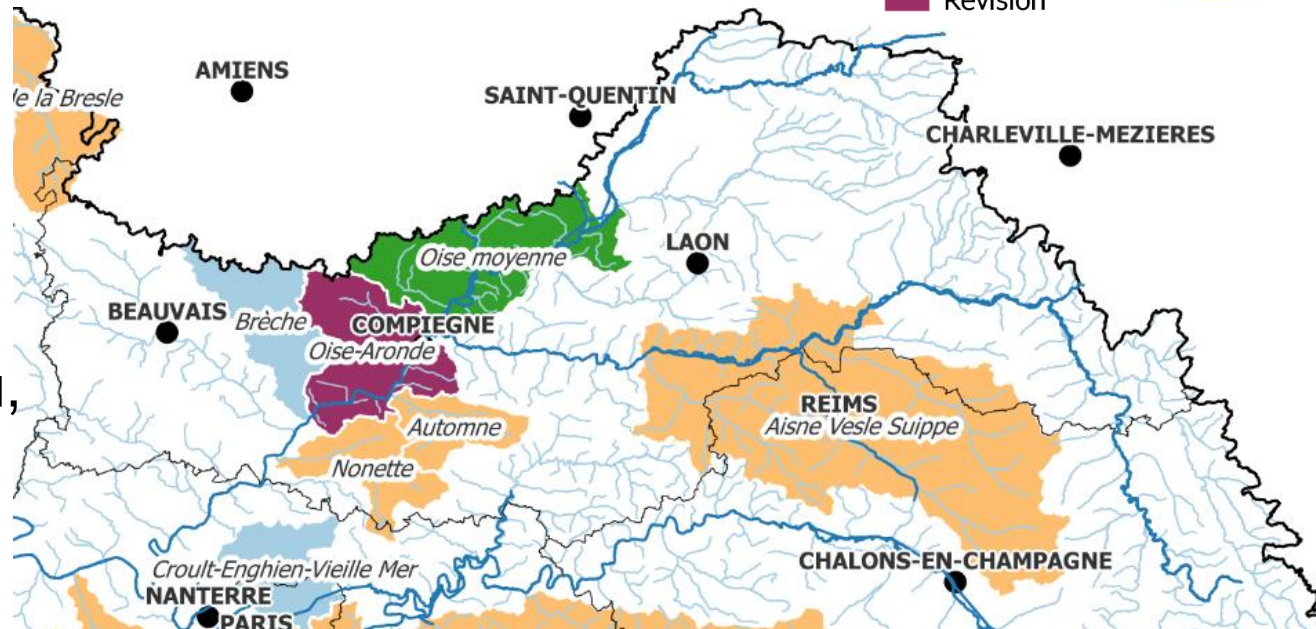 Révision
AMIENS
de la Bresle
SAINT-QUENTIN
CHARLEVILLE-MEZIERES
LAON
Oise moyenne
BEAUVAIS
Brèche
COMPIEGNE
Oise-Aronde
REIMS
Aisne Vesle Suippe
Automne
Nonette
CHALONS-EN-CHAMPAGNE
Croult-Enghien-Vieille Mer
NANTERRE
PARIS